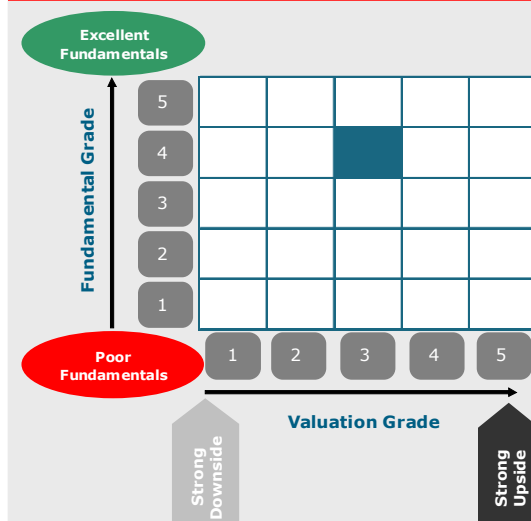 Excellent
Fundamentals
Fundamental Grade
5
4
3
2
1
Poor
Fundamentals
1 2 3 4 5
Valuation Grade
Strong
Downside
Strong
Upside